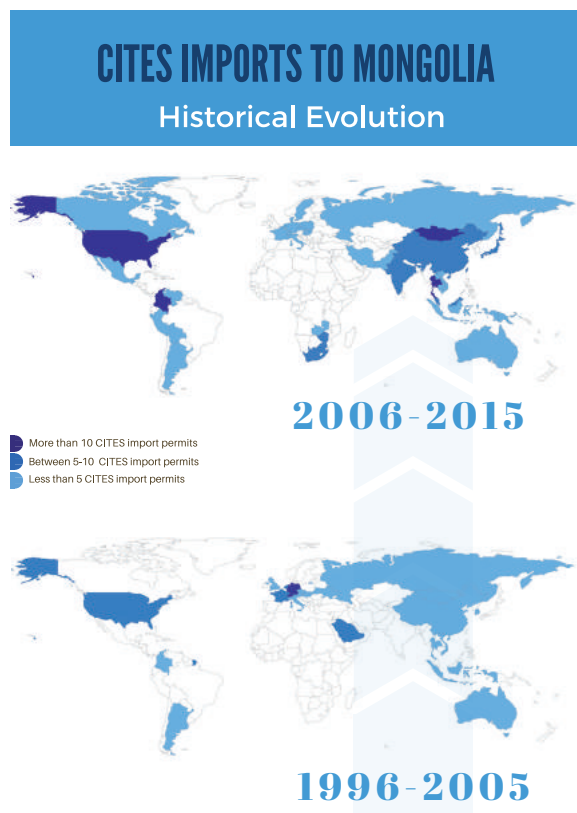 CITES IMPORTS TO MONGOLIA
Historical Evolution
2006-2015
More than 10 CITES import permits
Between 5-10 CITES import permits
Less than 5 CITES import permits
1996-2005